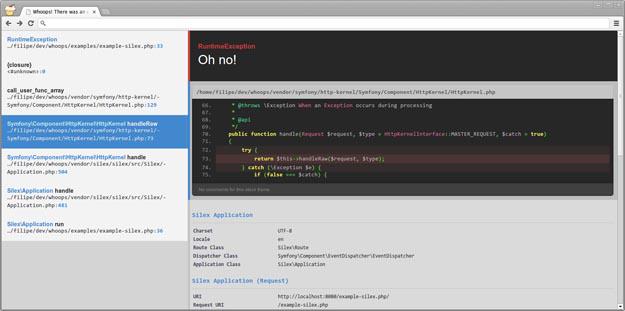 Whoops! There was an
RuntimeException
…/filipe/dev/whoops/examples/example-silex.php:33
{closure}
<#unknown>:0
call_user_func_array
…/filipe/dev/whoops/vendor/symfony/http-kernel/-
Symfony/Component/HttpKernel/HttpKernel.php:129
Symfony\Component\HttpKernel\HttpKernel handleRaw
…/filipe/dev/whoops/vendor/symfony/http-kernel/-
Symfony/Component/HttpKernel/HttpKernel.php:73
Symfony\Component\HttpKernel\HttpKernel handle
…/filipe/dev/whoops/vendor/silex/silex/src/Silex/-
Application.php:504
Silex\Application handle
…/filipe/dev/whoops/vendor/silex/silex/src/Silex/-
Application.php:481
Silex\Application run
…/filipe/dev/whoops/examples/example-silex.php:36
RuntimeException
Oh no!
/home/filipe/dev/whoops/vendor/symfony/http-kernel/Symfony/Component/HttpKernel/HttpKernel.php
66. * @throws \Exception When an Exception occurs during processing
67. *
68. * @api
69. */
70. public function handle(Request $request, $type = HttpKernelInterface::MASTER_REQUEST, $catch = true)
71. {
72. try {
73. return $this->handleRaw($request, $type);
74. } catch (\Exception $e) {
75. if (false === $catch) {
No comments for this stack frame.
Silex Application
Charset UTF-8
Locale en
Route Class Silex\Route
Dispatcher Class Symfony\Component\EventDispatcher\EventDispatcher
Application Class Silex\Application
Silex Application (Request)
URI http://localhost:8080/example-silex.php/
Request URI /example-silex.php